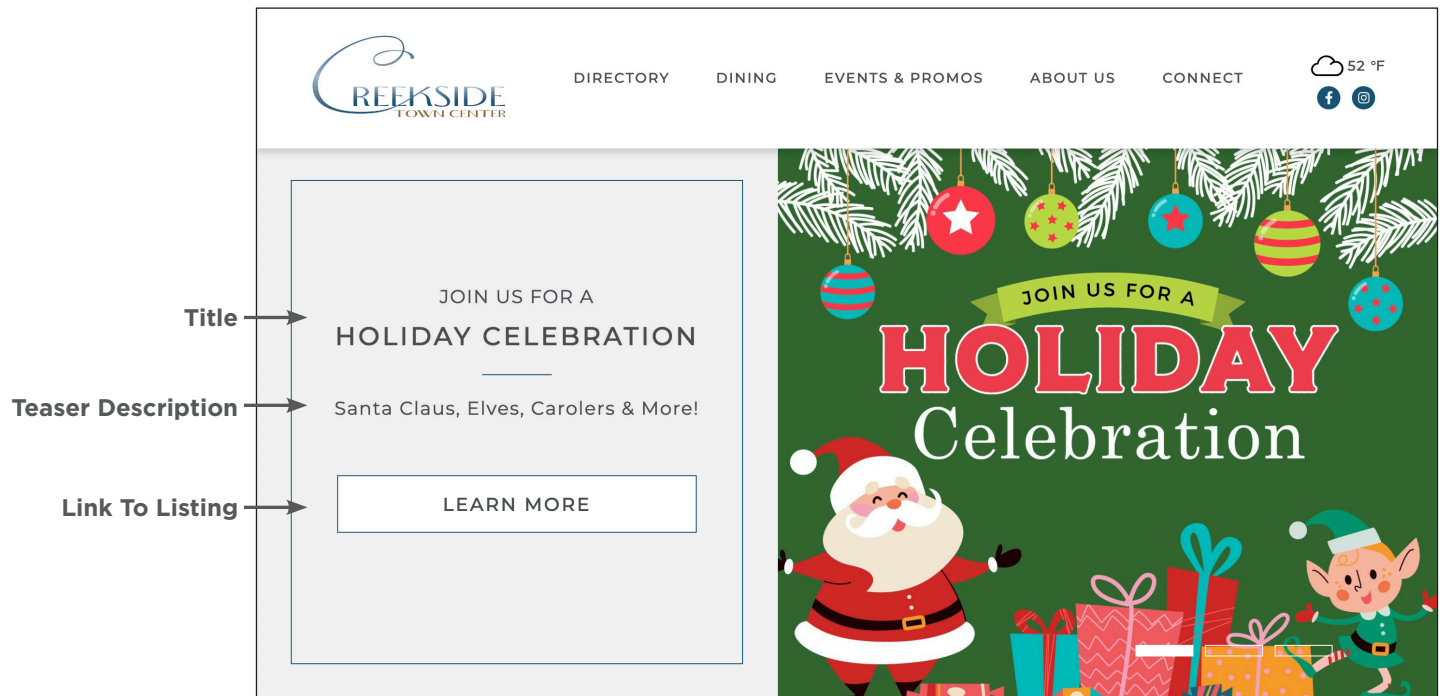 CREEKSIDE
TOWN CENTER
DIRECTORY
DINING
EVENTS & PROMOS
ABOUT US
CONNECT
52 °F
Title
JOIN US FOR A
HOLIDAY CELEBRATION
Teaser Description
Santa Claus, Elves, Carolers & More!
Link To Listing
LEARN MORE
JOIN US FOR A
HOLIDAY
Celebration